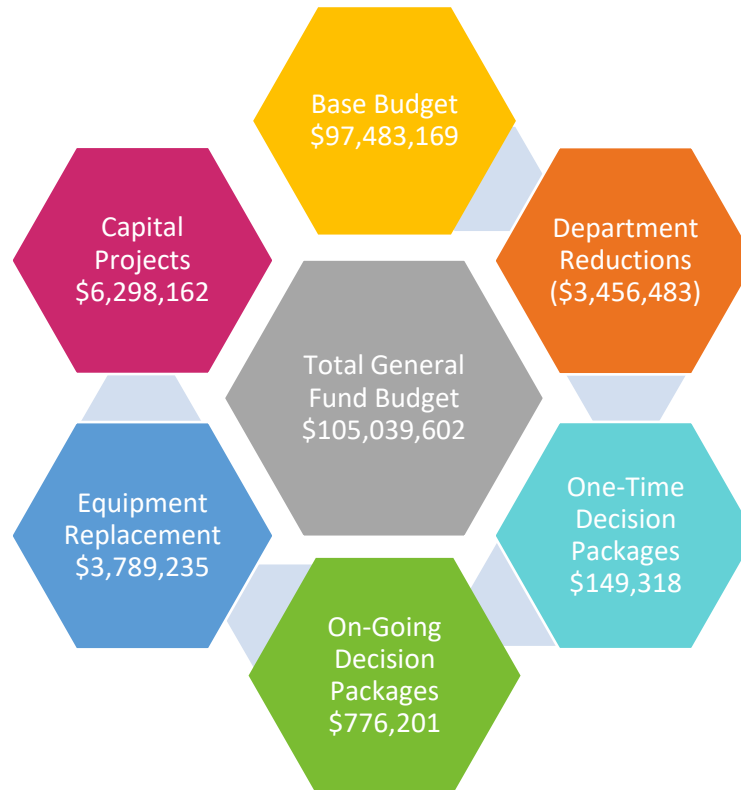 Base Budget
$97,483,169
Department
Reductions
($3,456,483)
One-Time
Decision
Packages
$149,318
On-Going
Decision
Packages
$776,201
Equipment
Replacement
$3,789,235
Capital
Projects
$6,298,162
Total General
Fund Budget
$105,039,602